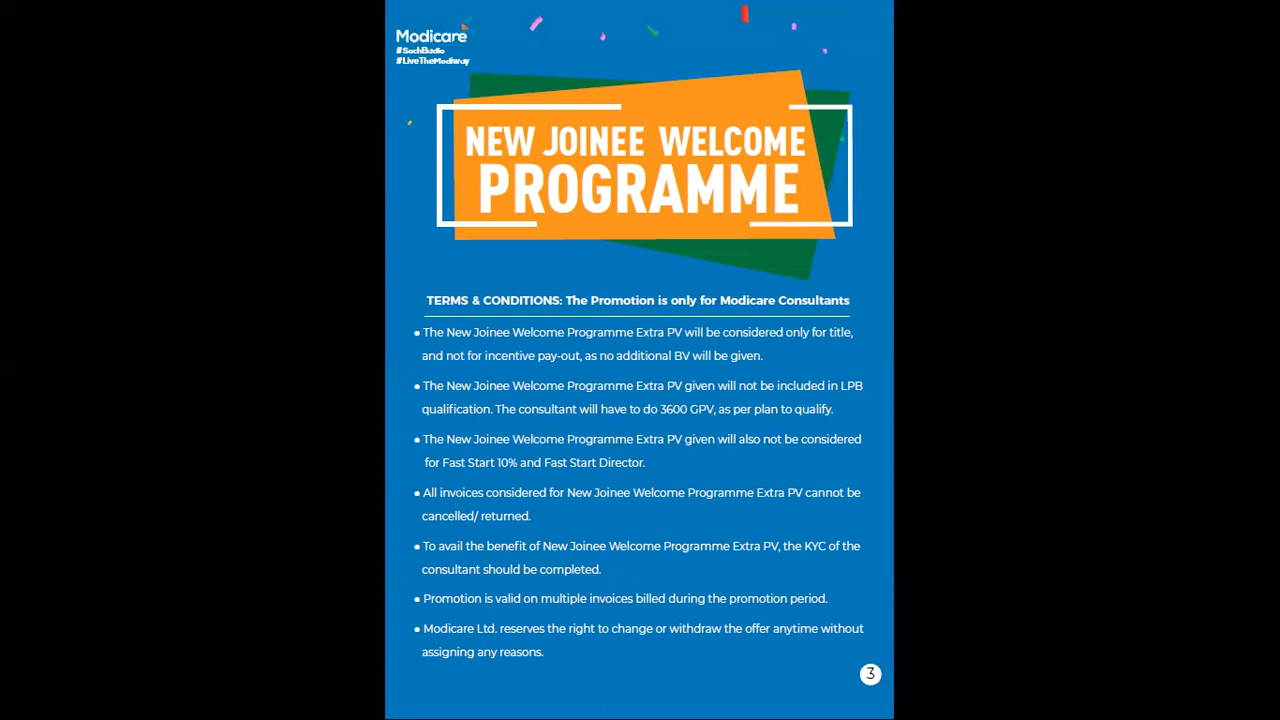 Modicare
#SochBadlo
#LiveTheModiway
NEW JOINEE WELCOME
PROGRAMME
TERMS & CONDITIONS: The Promotion is only for Modicare Consultants
• The New Joinee Welcome Programme Extra PV will be considered only for title,
and not for incentive pay-out, as no additional BV will be given.
• The New Joinee Welcome Programme Extra PV given will not be included in LPB
qualification. The consultant will have to do 3600 GPV, as per plan to qualify.
• The New Joinee Welcome Programme Extra PV given will also not be considered
for Fast Start 10% and Fast Start Director.
• All invoices considered for New Joinee Welcome Programme Extra PV cannot be
cancelled/ returned.
• To avail the benefit of New Joinee Welcome Programme Extra PV, the KYC of the
consultant should be completed.
• Promotion is valid on multiple invoices billed during the promotion period.
• Modicare Ltd. reserves the right to change or withdraw the offer anytime without
assigning any reasons.
3